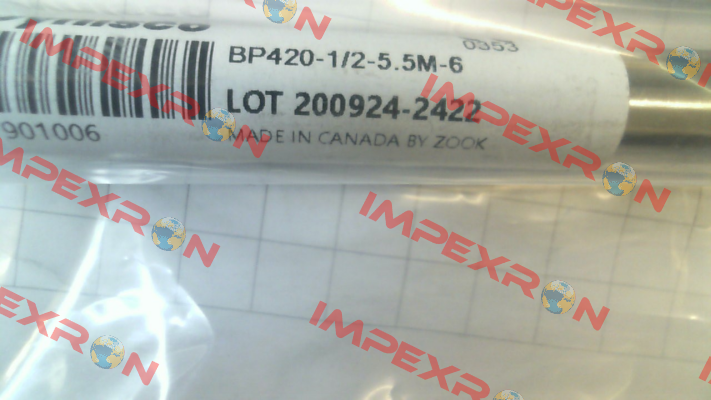 0353
BP420-1/2-5.5M-6
LOT 200924-2422
901006
MADE IN CANADA BY ZOOK
IMPEXRON
IMPEXRON
IMPEXRON
IMPEXRON
IMPEXRON
IMPEXRON